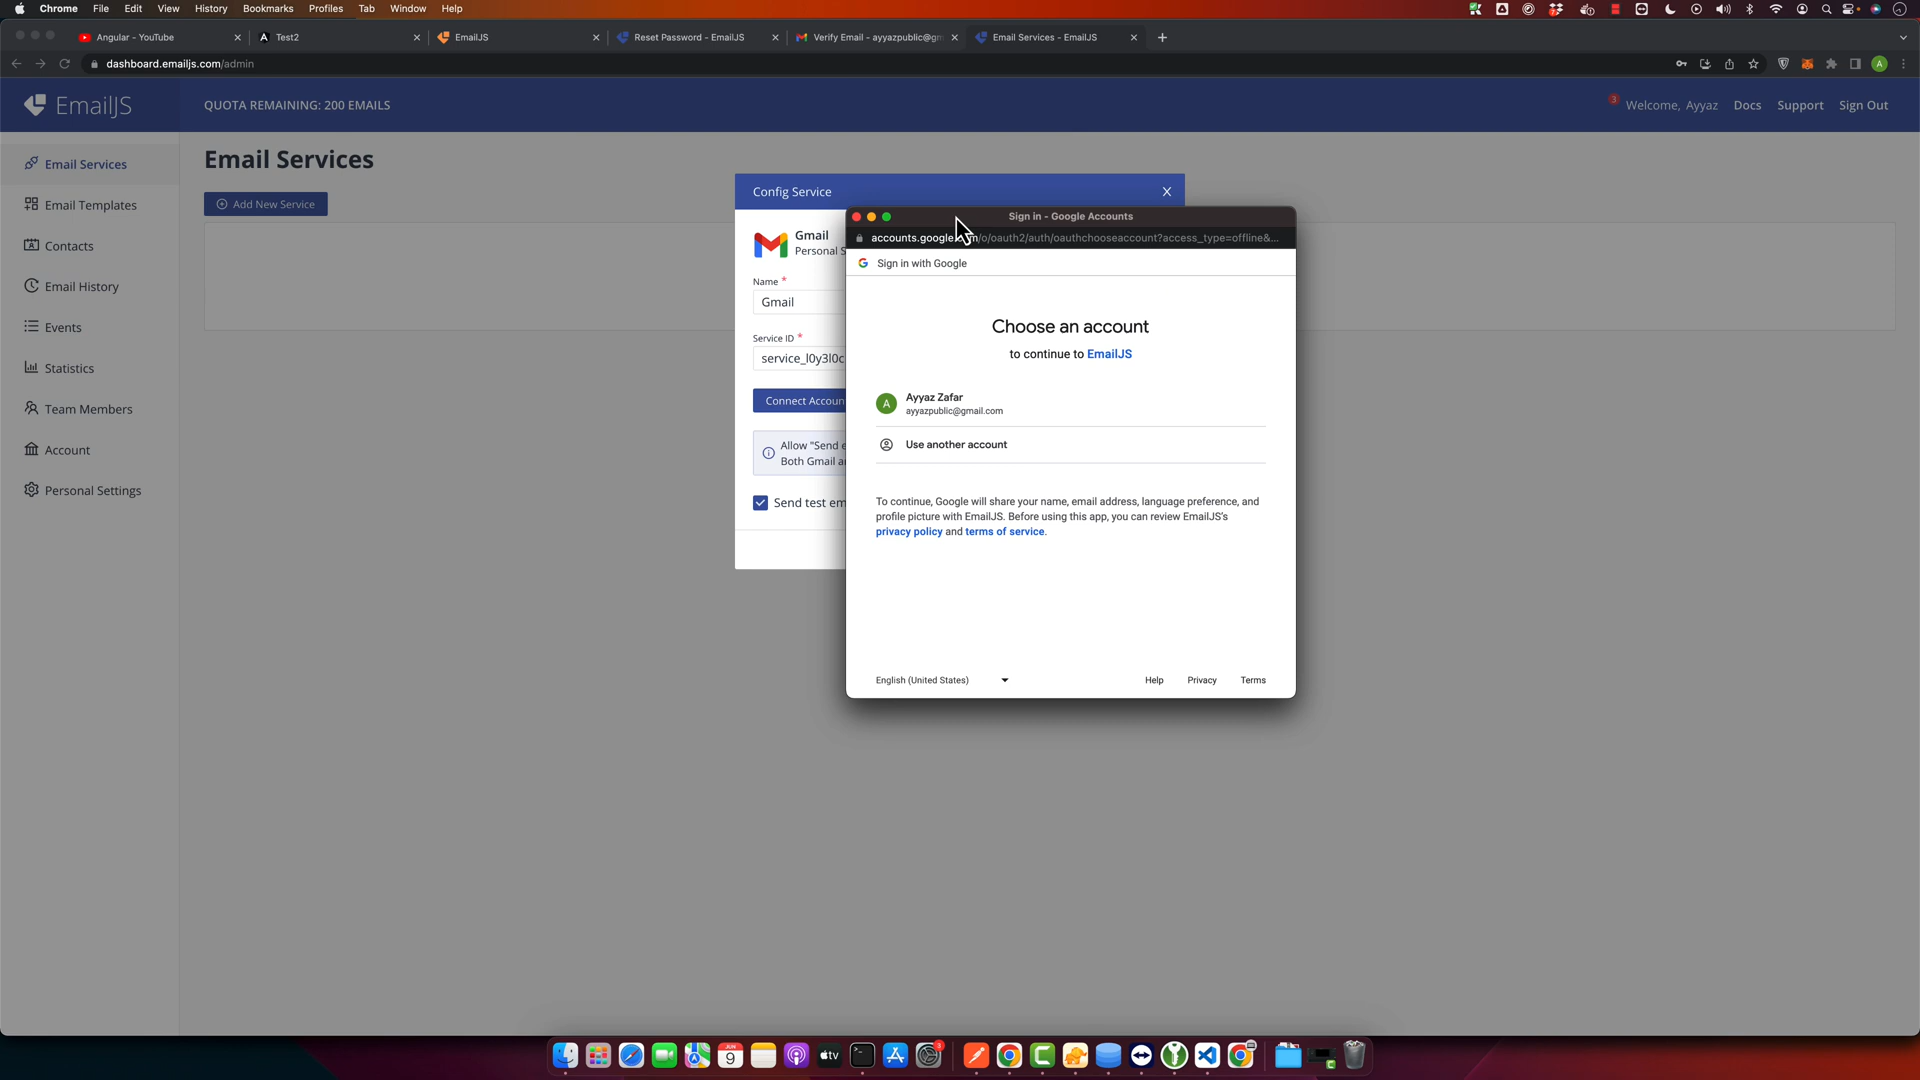 Chrome File Edit View History Bookmarks Profiles Tab Window Help
Angular - YouTube
Test2
EmailJS
Reset Password - EmailJS
Verify Email - ayyazpublic@gm
Email Services - EmailJS
dashboard.emailjs.com/admin
A
EmailJS
QUOTA REMAINING: 200 EMAILS
3
Welcome, Ayyaz
Docs
Support
Sign Out
Email Services
Email Templates
Contacts
Email History
Events
Statistics
Team Members
Account
Personal Settings
Email Services
Add New Service
Config Service
Gmail
Personal S
Name *
Gmail
Service ID *
service_l0y3l0c
Connect Accoun
Allow "Send e
Both Gmail a
Send test em
Sign in - Google Accounts
accounts.google
m/o/oauth2/auth/oauthchooseaccount?access_type=offline&...
Sign in with Google
Choose an account
to continue to EmailJS
A
Ayyaz Zafar
ayyazpublic@gmail.com
Use another account
To continue, Google will share your name, email address, language preference, and
profile picture with EmailJS. Before using this app, you can review EmailJS's
privacy policy and terms of service.
English (United States)
Help
Privacy
Terms
JUN
9
tv
3